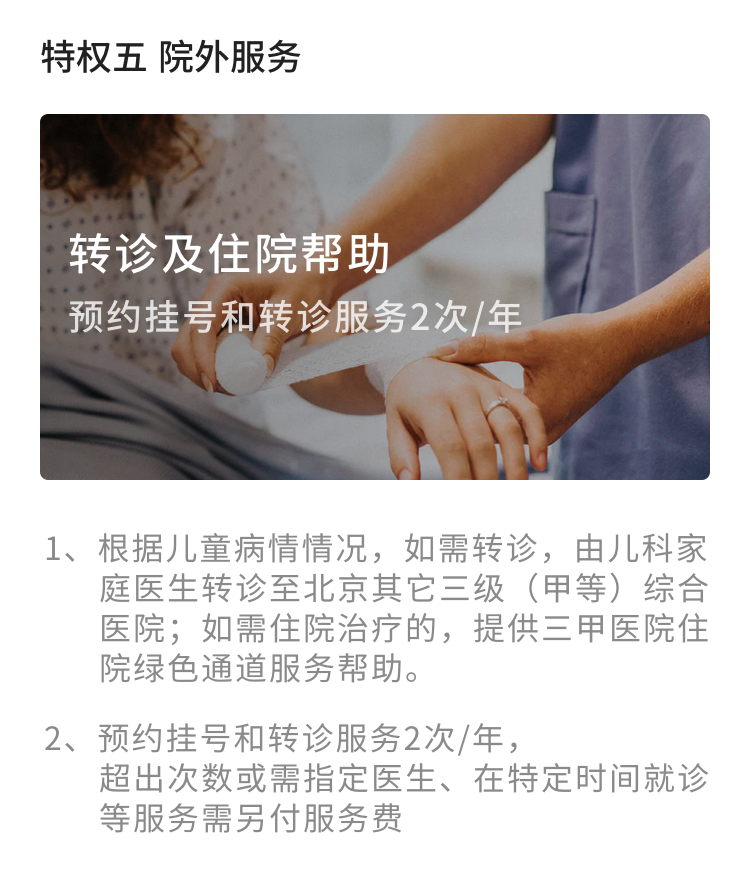 特权五 院外服务
转诊及住院帮助
预约挂号和转诊服务2次/年
1、根据儿童病情情况，如需转诊，由儿科家
庭医生转诊至北京其它三级（甲等）综合
医院；如需住院治疗的，提供三甲医院住
院绿色通道服务帮助。
2、预约挂号和转诊服务2次/年，
超出次数或需指定医生、在特定时间就诊
等服务需另付服务费